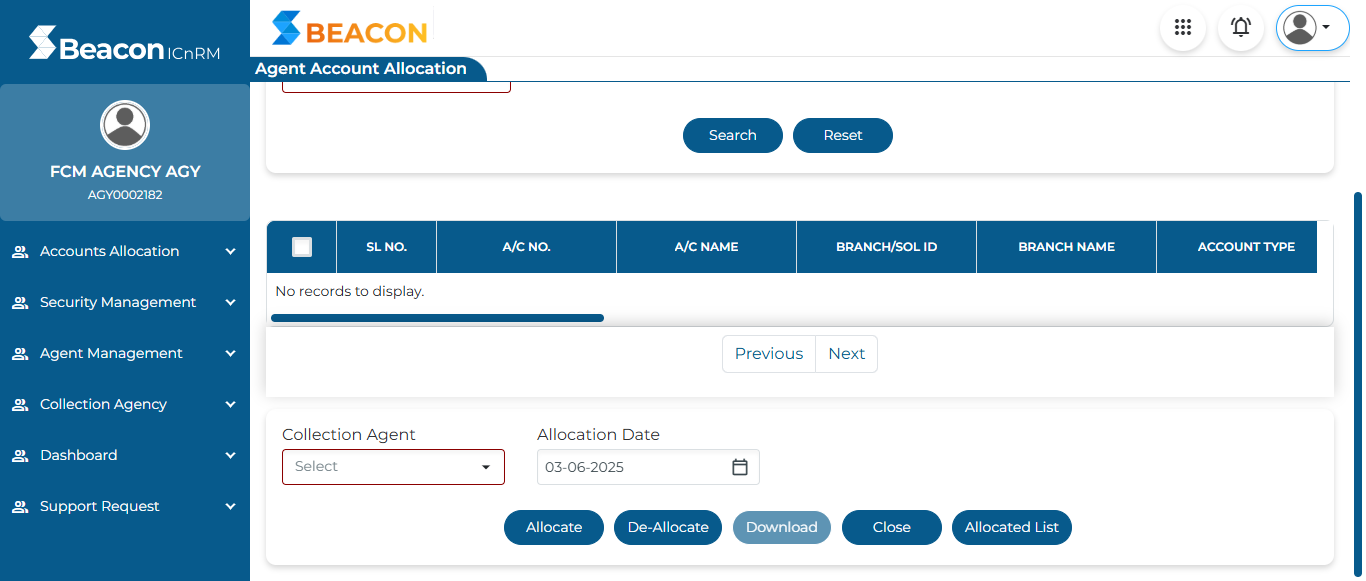 Beacon ICnRM
BEACON
Agent Account Allocation
FCM AGENCY AGY
AGY0002182
Accounts Allocation
Security Management
Agent Management
Collection Agency
Dashboard
Support Request
Search
Reset
SL NO.
A/C NO.
A/C NAME
BRANCH/SOL ID
BRANCH NAME
ACCOUNT TYPE
No records to display.
Previous
Next
Collection Agent
Allocation Date
Select
03-06-2025
Allocate
De-Allocate
Download
Close
Allocated List